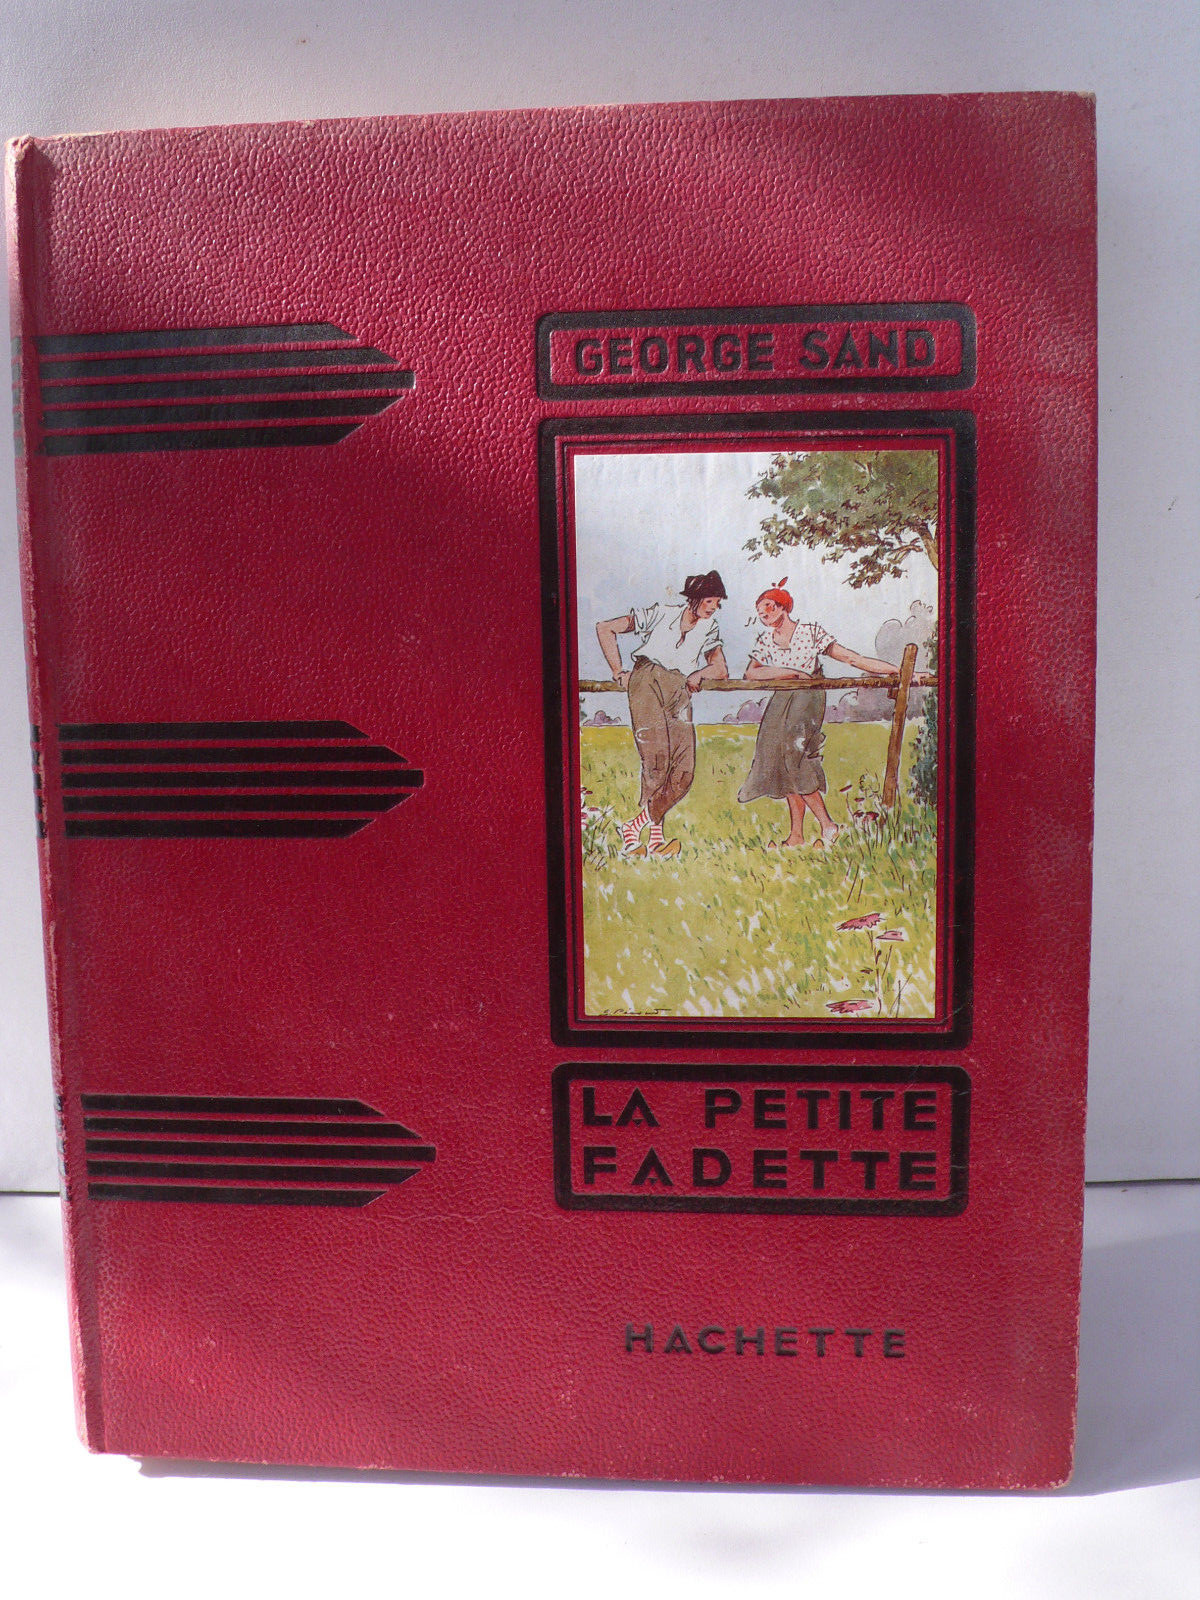 GEORGE SAND
LA PETITE
FADETTE
HACHETTE